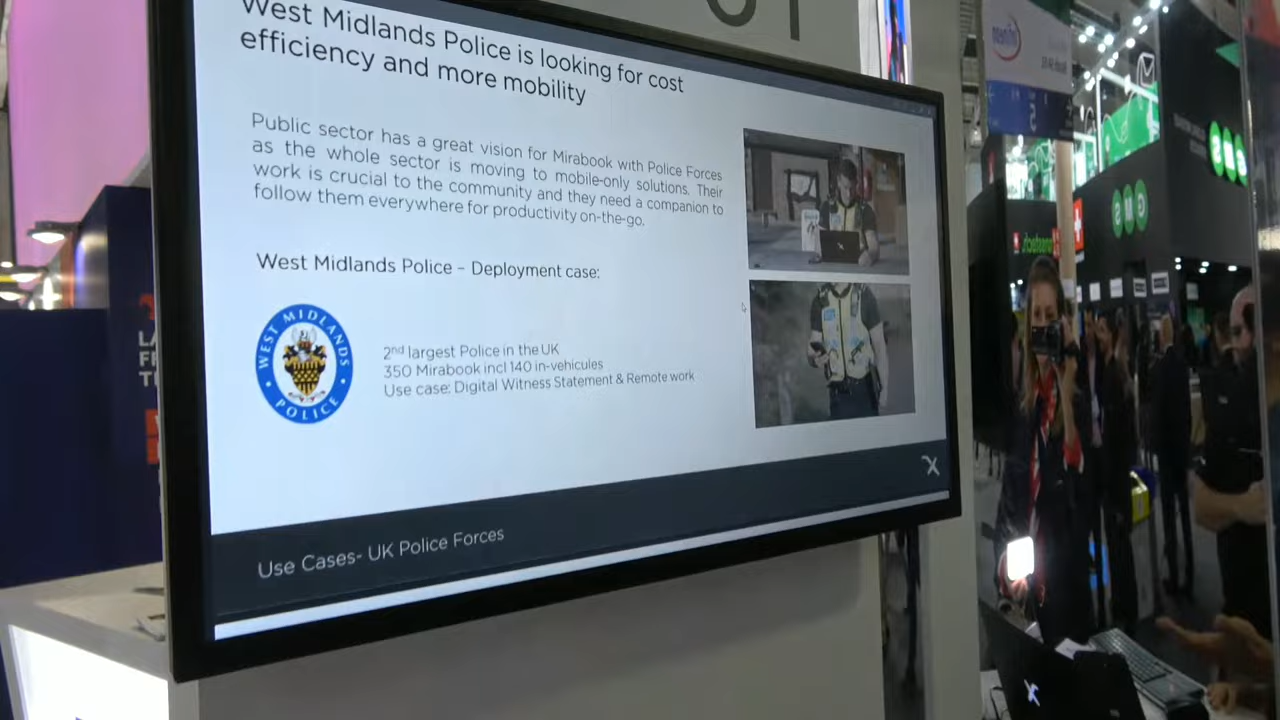 West Midlands Police is looking for cost
efficiency and more mobility
Public sector has a great vision for Mirabook with Police Forces
as the whole sector is moving to mobile-only solutions. Their
work is crucial to the community and they need a companion to
follow them everywhere for productivity on-the-go.
West Midlands Police – Deployment case:
WEST MIDLANDS
POLICE
2nd largest Police in the UK
350 Mirabook incl 140 in-vehicules
Use case: Digital Witness Statement & Remote work
Use Cases- UK Police Forces